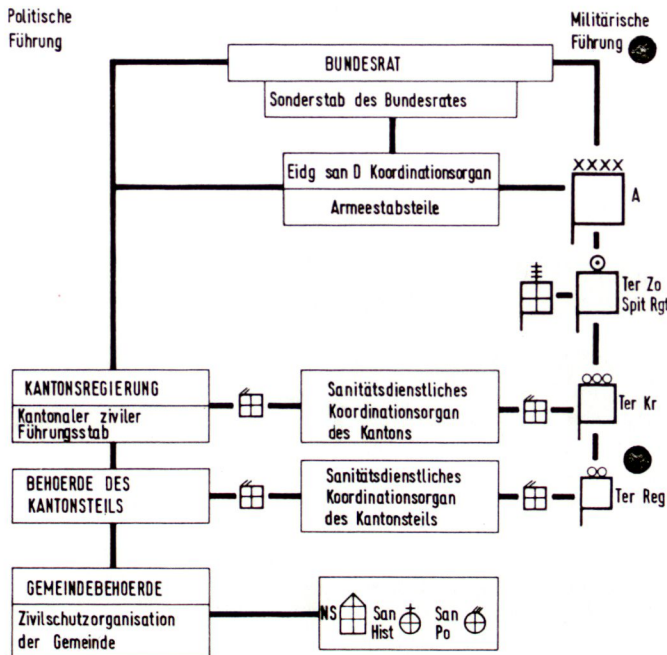 Politische
Führung
Militärische
Führung
BUNDESRAT
Sonderstab des Bundesrates
Eidg san D Koordinationsorgan
Armeestabsteile
XXXX
A
Ter Zo
Spit Rgt
KANTONSREGIERUNG
Kantonaler ziviler
Führungsstab
Sanitätsdienstliches
Koordinationsorgan
des Kantons
Ter Kr
BEHOERDE DES
KANTONSTEILS
Sanitätsdienstliches
Koordinationsorgan
des Kantonsteils
Ter Reg
GEMEINDEBEHOERDE
Zivilschutzorganisation
der Gemeinde
NS
San
Hist
San
Po